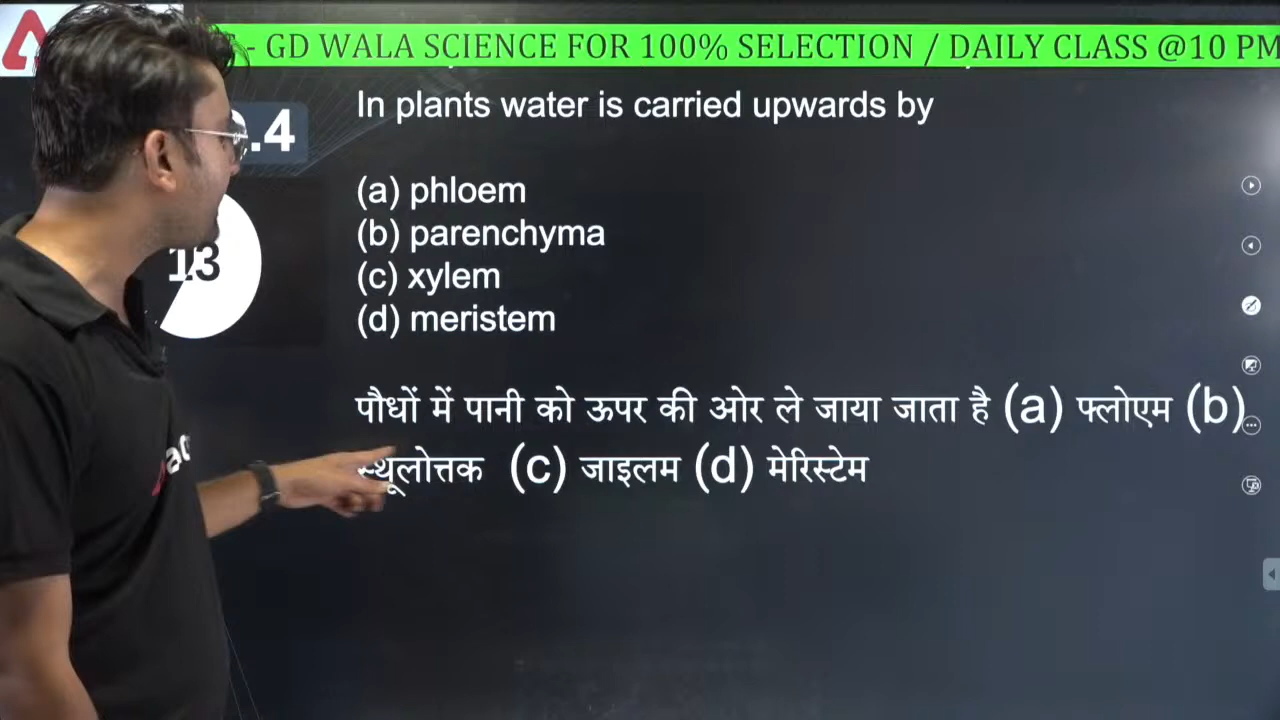 - GD WALA SCIENCE FOR 100% SELECTION / DAILY CLASS @10 PM
.4
In plants water is carried upwards by
13
(a) phloem
(b) parenchyma
(c) xylem
(d) meristem
पौधों में पानी को ऊपर की ओर ले जाया जाता है (a) फ्लोएम (b)
स्थूलोत्तक (c) जाइलम (d) मेरिस्टेम